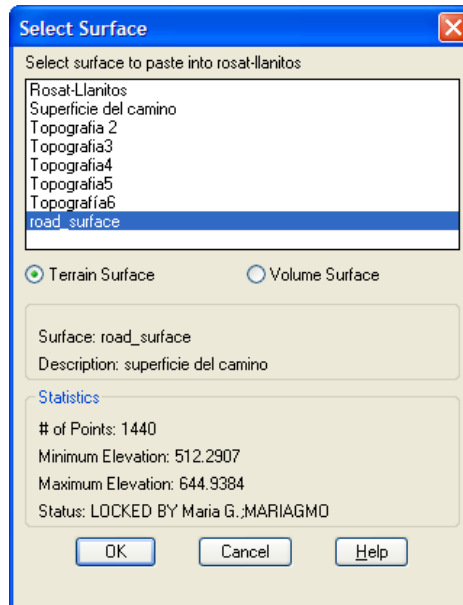 Select Surface
Select surface to paste into rosat-llanitos
Rosat-Llanitos
Superficie del camino
Topografia 2
Topografia3
Topografia4
Topografia5
Topografía6
road_surface
Terrain Surface Volume Surface
Surface: road_surface
Description: superficie del camino
Statistics
# of Points: 1440
Minimum Elevation: 512.2907
Maximum Elevation: 644.9384
Status: LOCKED BY Maria G.;MARIAGMO
OK Cancel Help